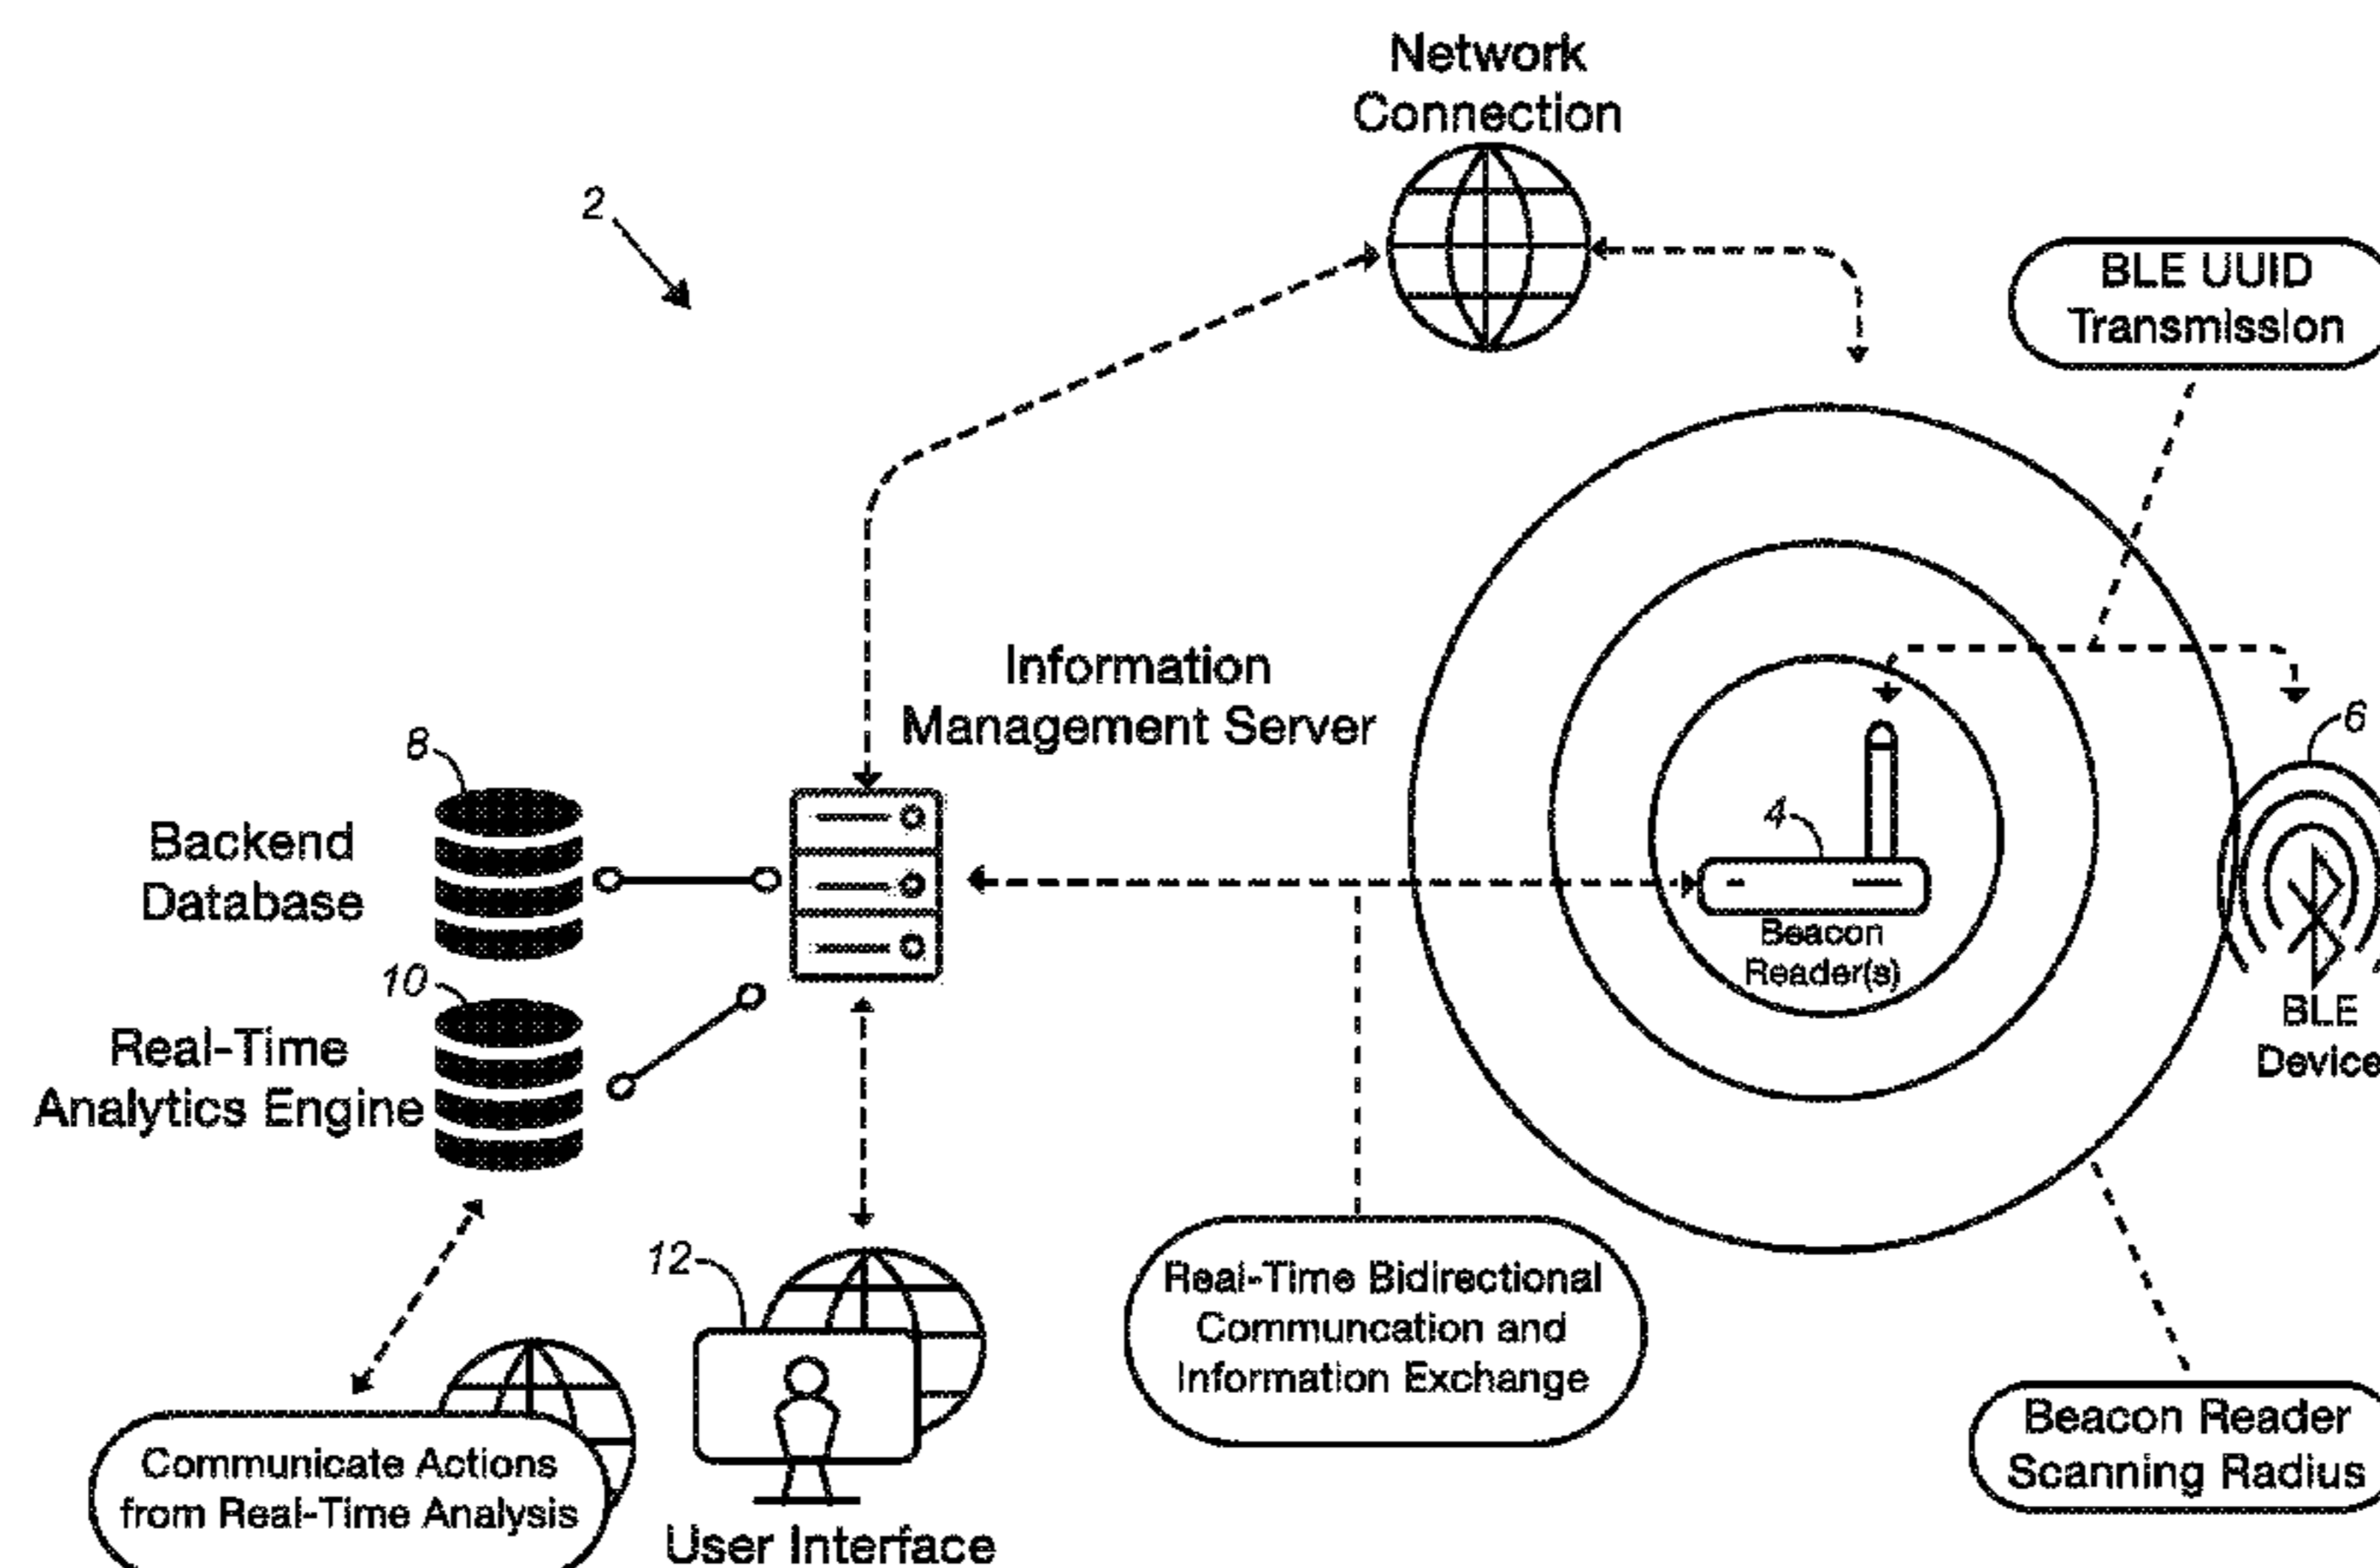 Network
Connection
2
BLE UUID
Transmission
Information
Management Server
6
8
4
Backend
Database
Beacon
Reader(s)
10
BLE
Device
Real-Time
Analytics Engine
12
Real-Time Bidirectional
Communcation and
Information Exchange
Beacon Reader
Scanning Radius
Communicate Actions
from Real-Time Analysis
User Interface